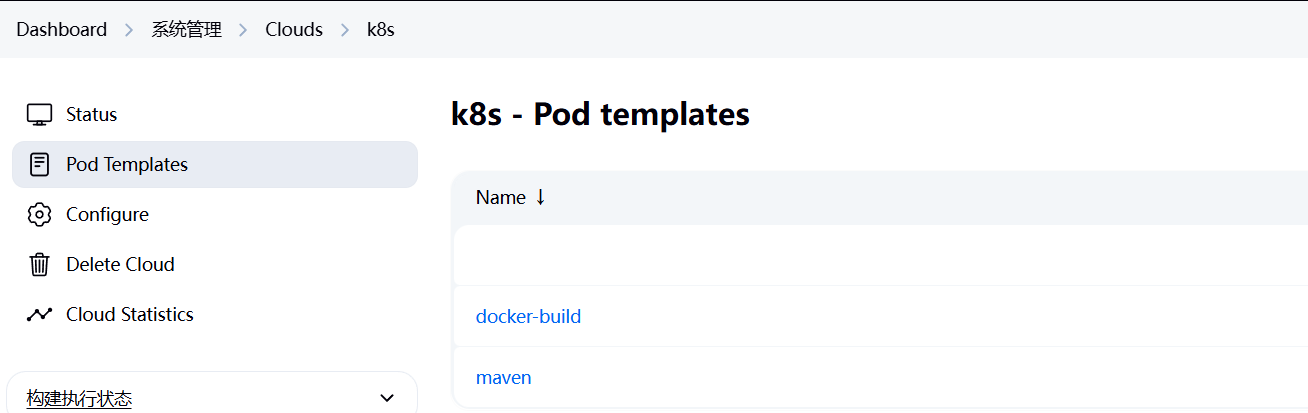 Dashboard > 系统管理 > Clouds > k8s
Status
Pod Templates
Configure
Delete Cloud
Cloud Statistics
构建执行状态
k8s - Pod templates
Name ↓
docker-build
maven